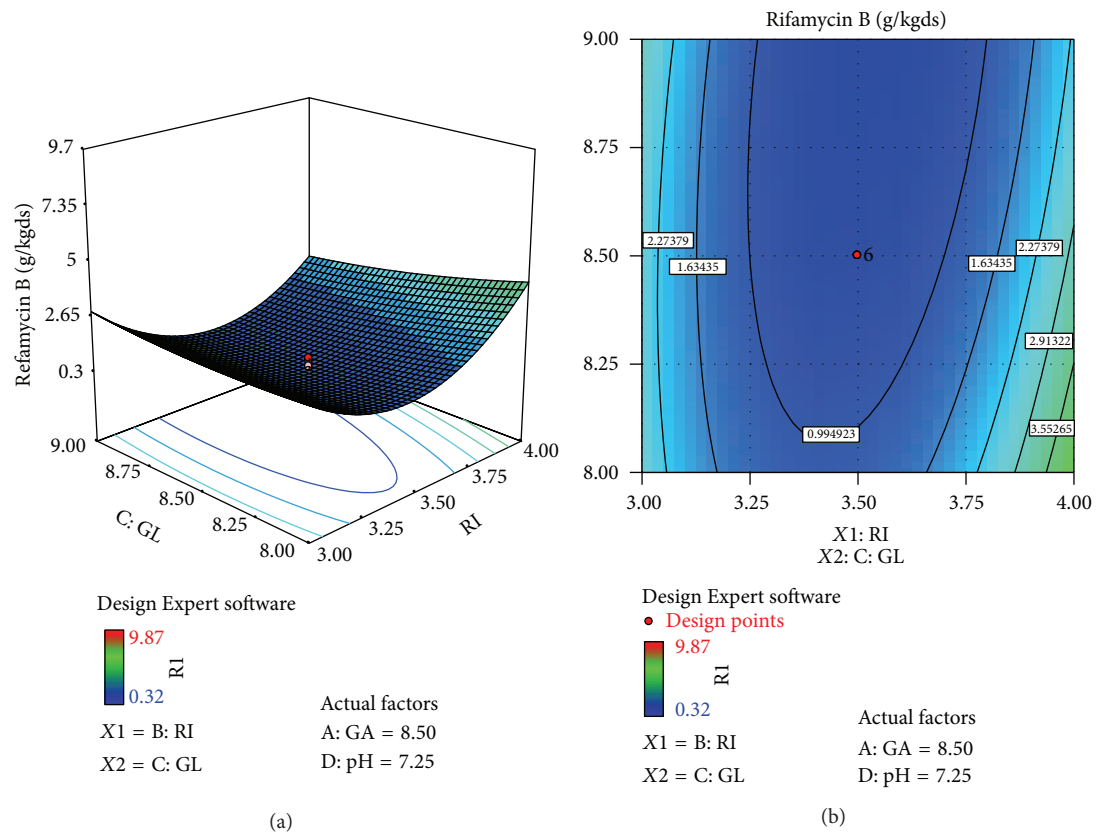 9.7
7.35
5
2.65
0.3
Refamycin B (g/kgds)
9.00
8.75
8.50
8.25
8.00
C: GL
3.00
3.25
3.50
3.75
4.00
RI
Design Expert software
9.87
0.32
R1
X1 = B: RI
X2 = C: GL
Actual factors
A: GA = 8.50
D: pH = 7.25
(a)
Rifamycin B (g/kgds)
9.00
8.75
8.50
8.25
8.00
2.27379
1.63435
6
1.63435
2.27379
2.91322
3.55265
0.994923
3.00
3.25
3.50
3.75
4.00
X1: RI
X2: C: GL
Design Expert software
Design points
9.87
0.32
R1
X1 = B: RI
X2 = C: GL
Actual factors
A: GA = 8.50
D: pH = 7.25
(b)